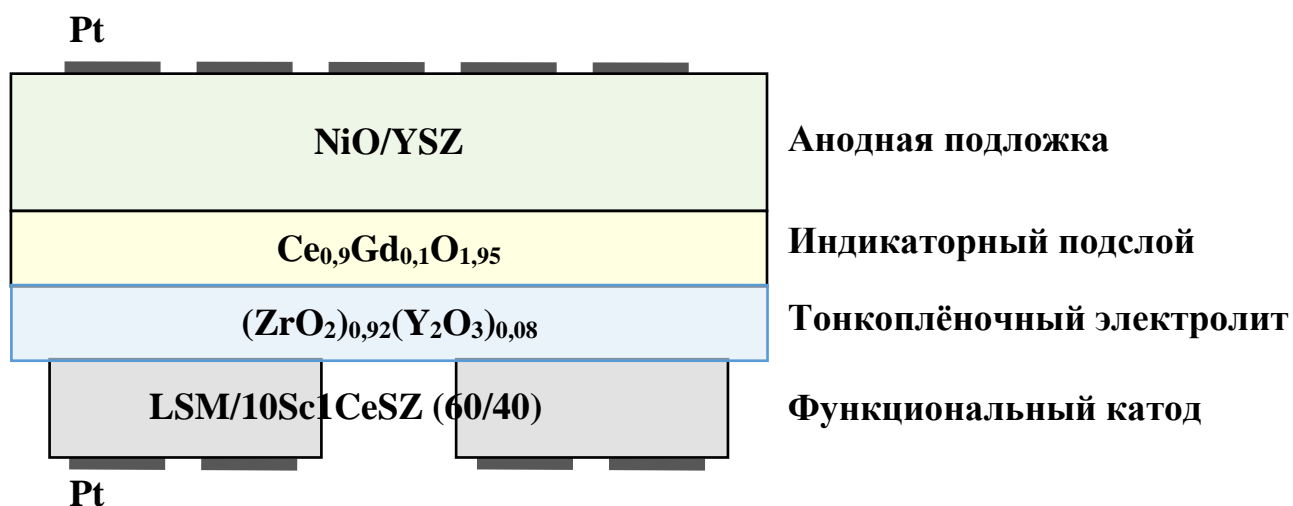 Pt
NiO/YSZ
Анодная подложка
Ce0,9Gd0,1O1,95
Индикаторный подслой
(ZrO2)0,92(Y2O3)0,08
Тонкоплёночный электролит
LSM/10Sc1CeSZ (60/40)
Функциональный катод
Pt